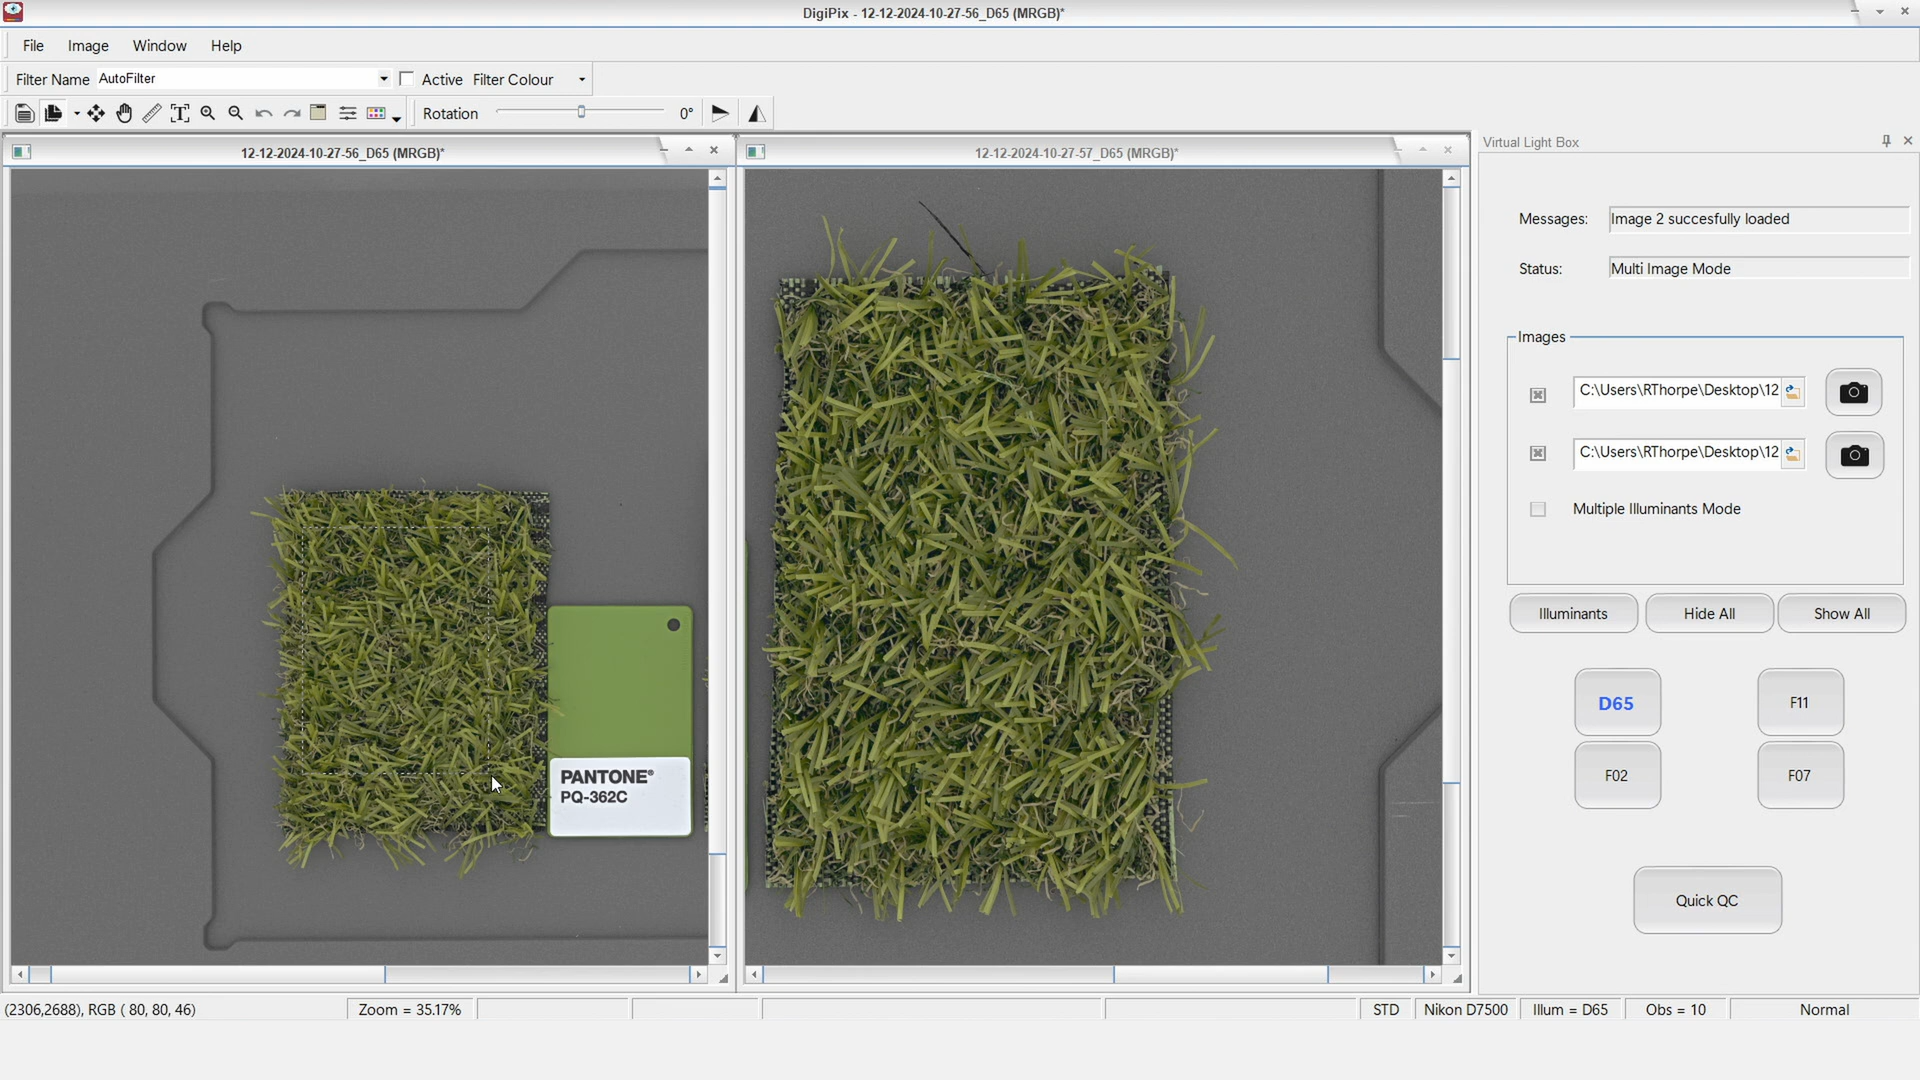 DigiPix - 12-12-2024-10-27-56_D65 (MRGB)*
File Image Window Help
Filter Name AutoFilter Active Filter Colour
Rotation 0°
12-12-2024-10-27-56_D65 (MRGB)*
12-12-2024-10-27-57_D65 (MRGB)*
PANTONE®
PQ-362C
Virtual Light Box
Messages: Image 2 succesfully loaded
Status: Multi Image Mode
Images
C:\Users\RThorpe\Desktop\12
C:\Users\RThorpe\Desktop\12
Multiple Illuminants Mode
Illuminants Hide All Show All
D65 F11
F02 F07
Quick QC
(2306,2688), RGB ( 80, 80, 46) Zoom = 35.17% STD Nikon D7500 Illum = D65 Obs = 10 Normal